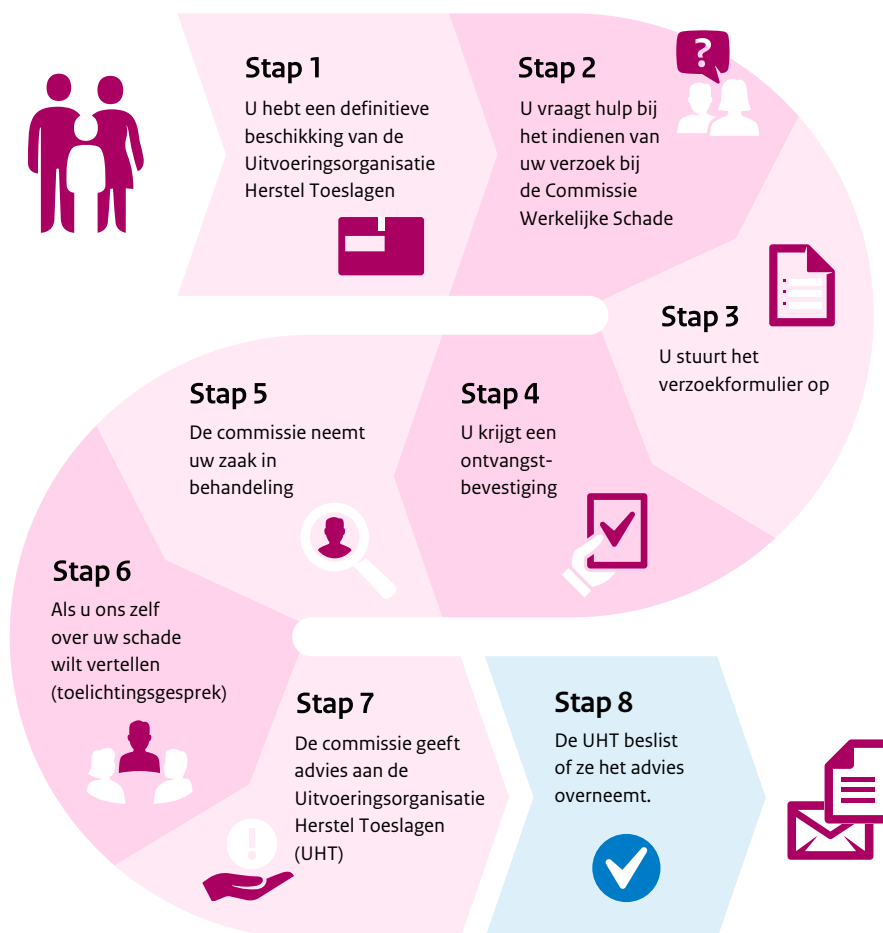 Stap 1
U hebt een definitieve
beschikking van de
Uitvoeringsorganisatie
Herstel Toeslagen
Stap 2
?
U vraagt hulp bij
het indienen van
uw verzoek bij
de Commissie
Werkelijke Schade
Stap 3
U stuurt het
verzoekformulier op
Stap 4
U krijgt een
ontvangst-
bevestiging
Stap 5
De commissie neemt
uw zaak in
behandeling
Stap 6
Als u ons zelf
over uw schade
wilt vertellen
(toelichtingsgesprek)
Stap 7
De commissie geeft
advies aan de
Uitvoeringsorganisatie
Herstel Toeslagen
(UHT)
!
Stap 8
De UHT beslist
of ze het advies
overneemt.